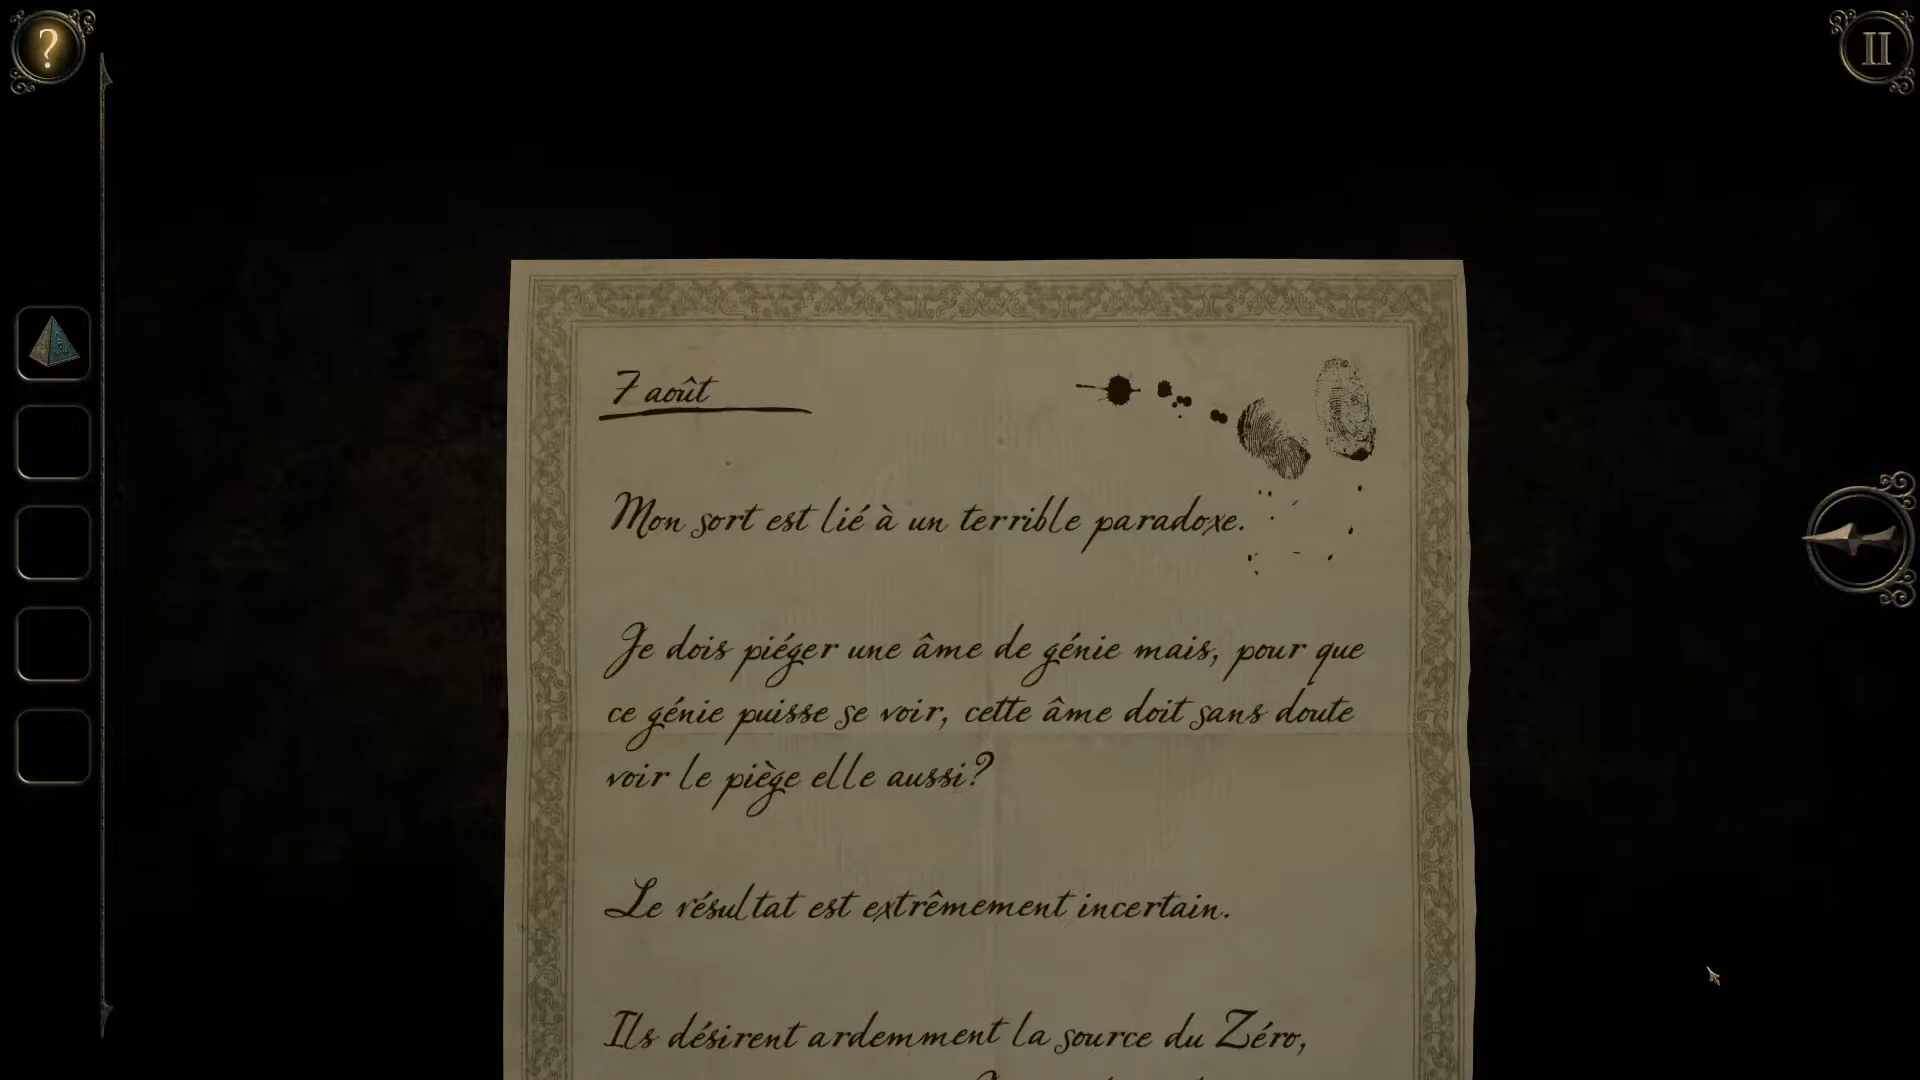 ?
II
7 août
Mon sort est lié à un terrible paradoxe.
Je dois piéger une âme de génie mais, pour que
ce génie puisse se voir, cette âme doit sans doute
voir le piège elle aussi?
Le résultat est extrêmement incertain.
Ils désirent ardemment la source du Zéro,